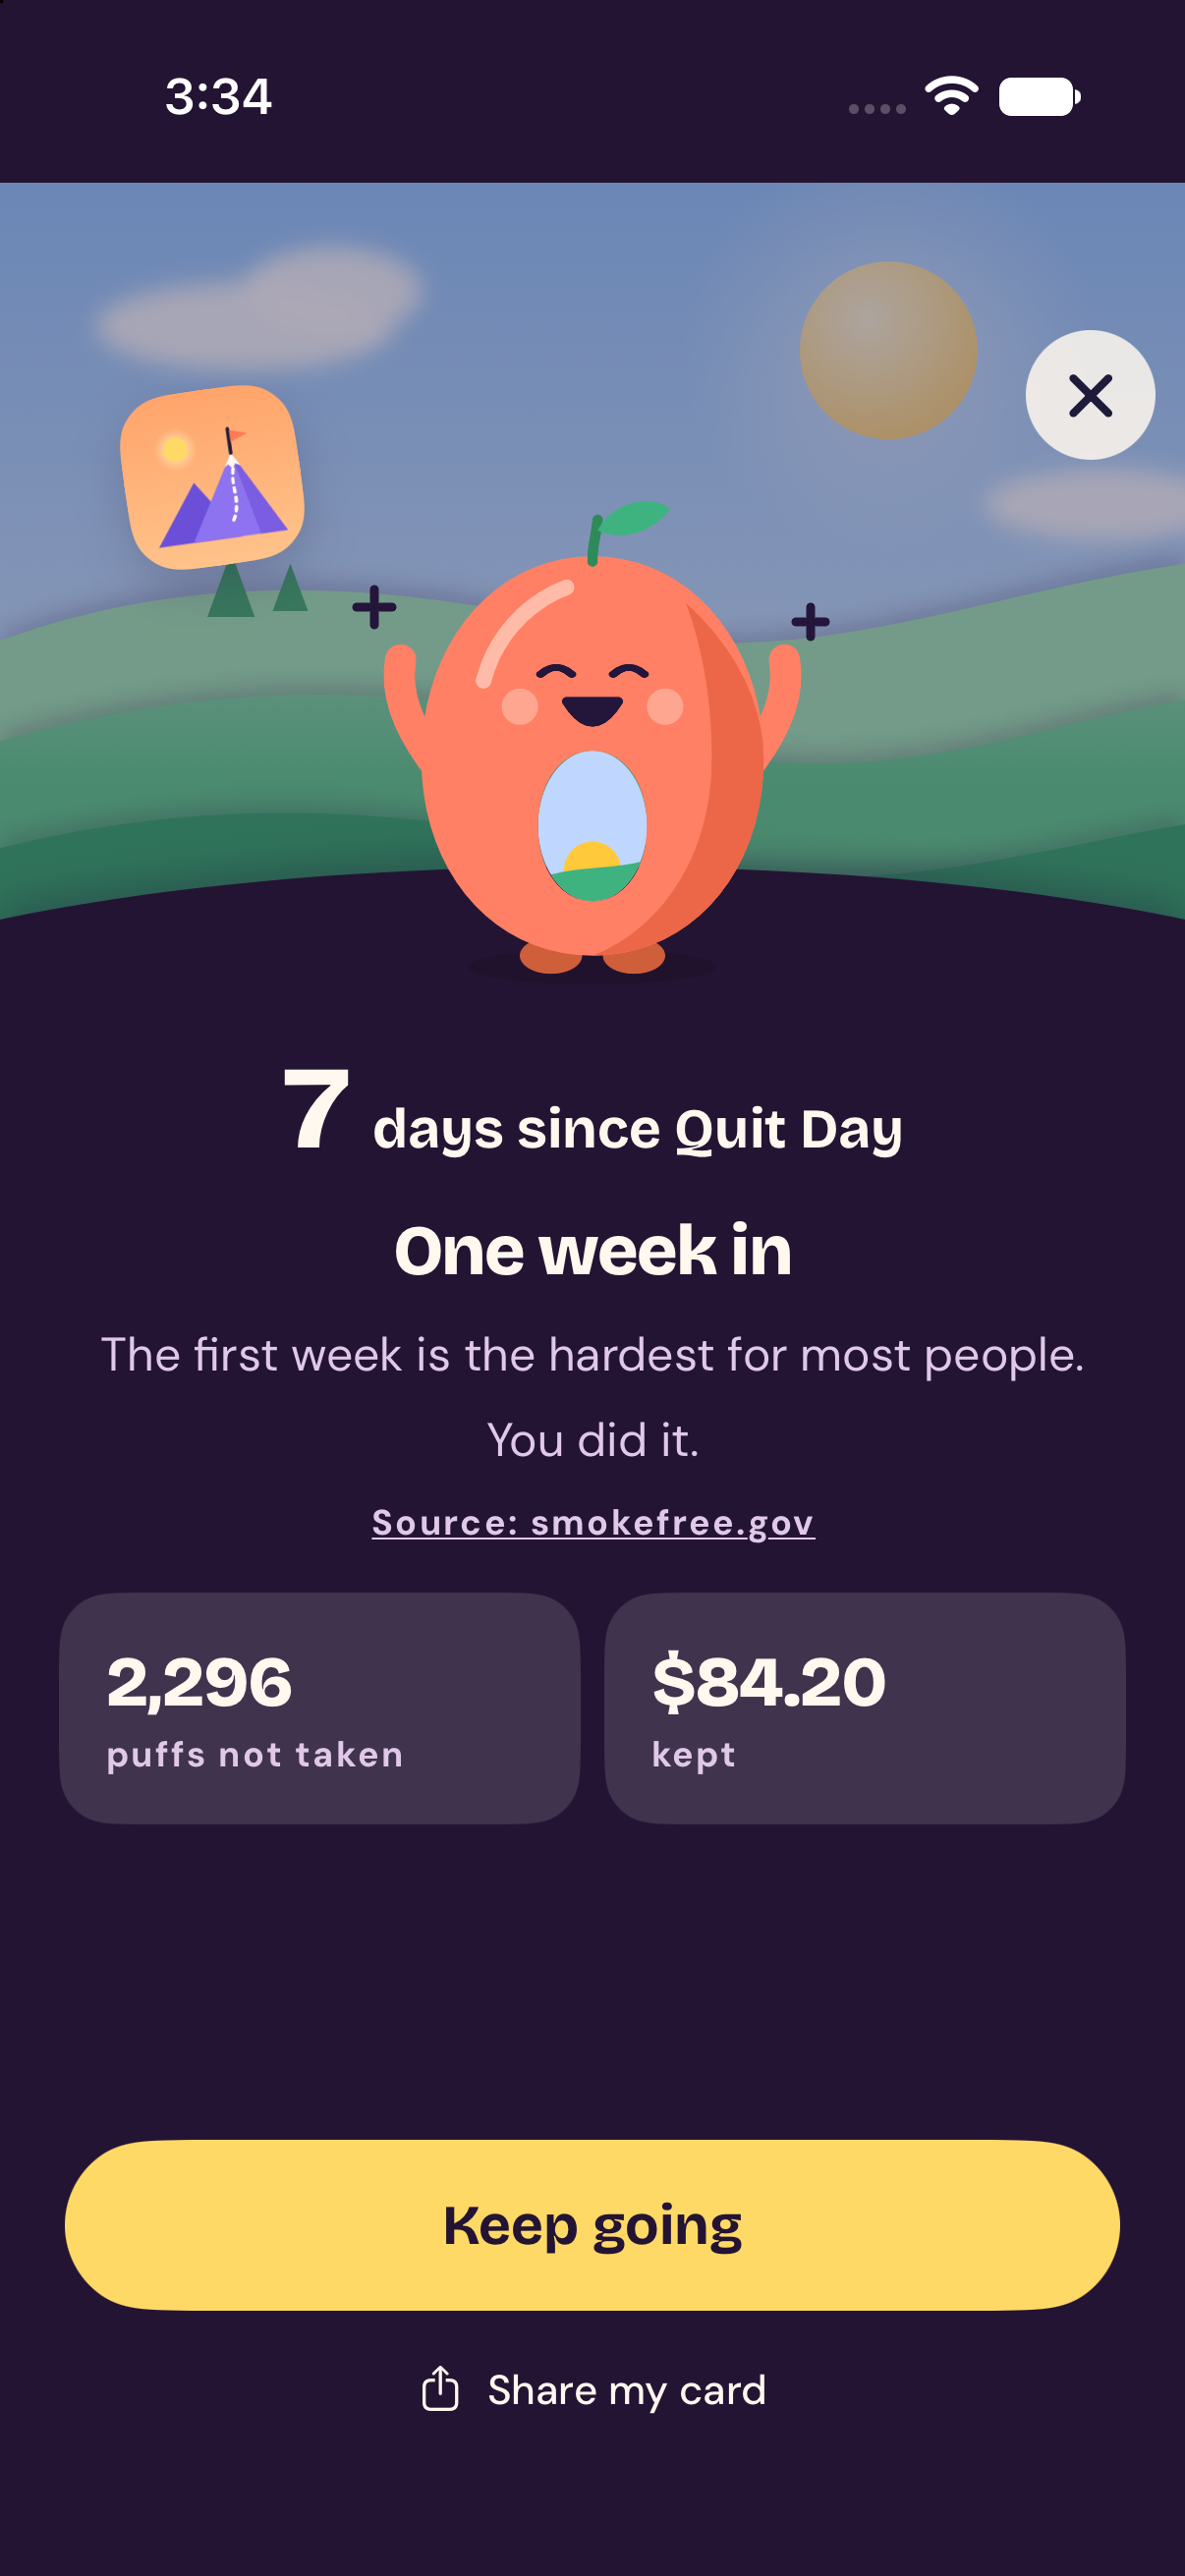 3:34
7 days since Quit Day
One week in
The first week is the hardest for most people.
You did it.
Source: smokefree.gov
2,296
puffs not taken
$84.20
kept
Keep going
Share my card